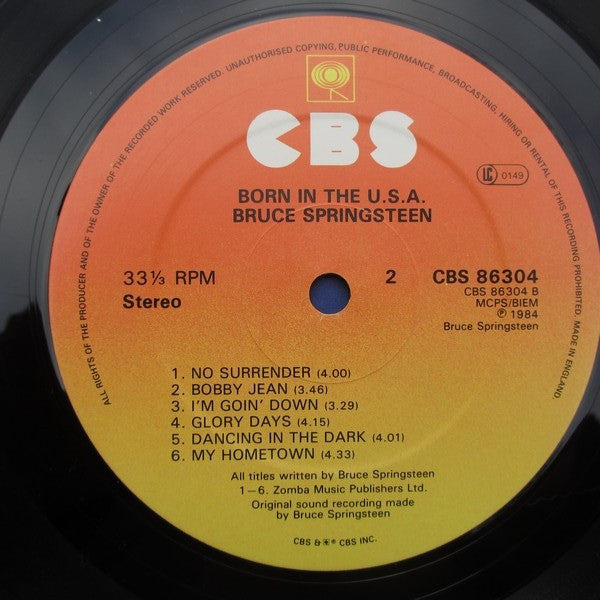 ALL RIGHTS OF THE PRODUCER AND OF THE OWNER OF THE RECORDED WORK RESERVED. UNAUTHORISED COPYING, PUBLIC PERFORMANCE, BROADCASTING, HIRING OR RENTAL OF THIS RECORD PROHIBITED. MADE IN ENGLAND.
CBS
LC 0149
BORN IN THE U.S.A.
BRUCE SPRINGSTEEN
33⅓ RPM 2 CBS 86304
Stereo CBS 86304 B
MCPS/BIEM
℗ 1984
Bruce Springsteen
1. NO SURRENDER (4.00)
2. BOBBY JEAN (3.46)
3. I'M GOIN' DOWN (3.29)
4. GLORY DAYS (4.15)
5. DANCING IN THE DARK (4.01)
6. MY HOMETOWN (4.33)
All titles written by Bruce Springsteen
1—6. Zomba Music Publishers Ltd.
Original sound recording made
by Bruce Springsteen
CBS & ® CBS INC.